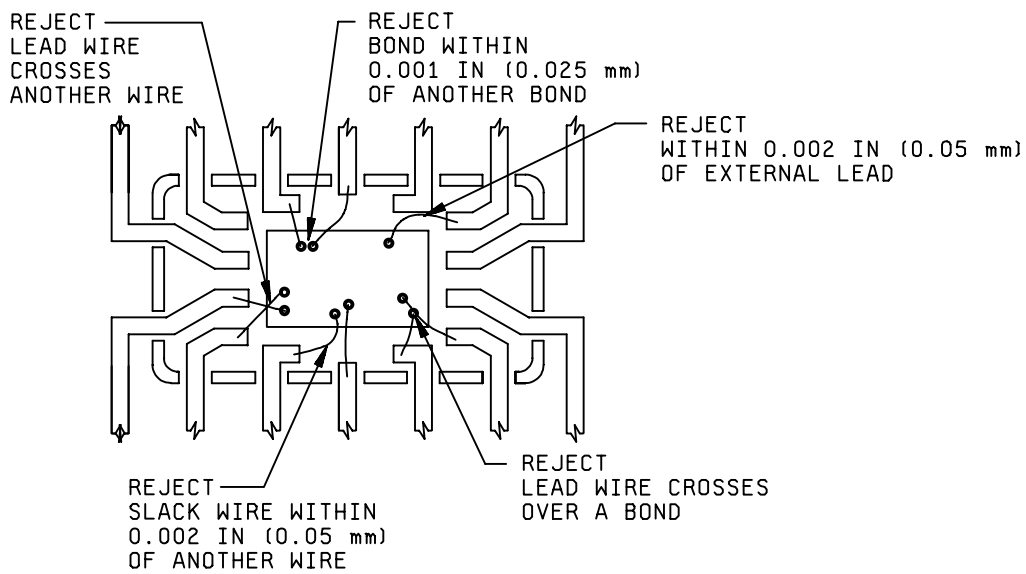 REJECT
LEAD WIRE
CROSSES
ANOTHER WIRE
REJECT
BOND WITHIN
0.001 IN (0.025 mm)
OF ANOTHER BOND
REJECT
WITHIN 0.002 IN (0.05 mm)
OF EXTERNAL LEAD
REJECT
SLACK WIRE WITHIN
0.002 IN (0.05 mm)
OF ANOTHER WIRE
REJECT
LEAD WIRE CROSSES
OVER A BOND